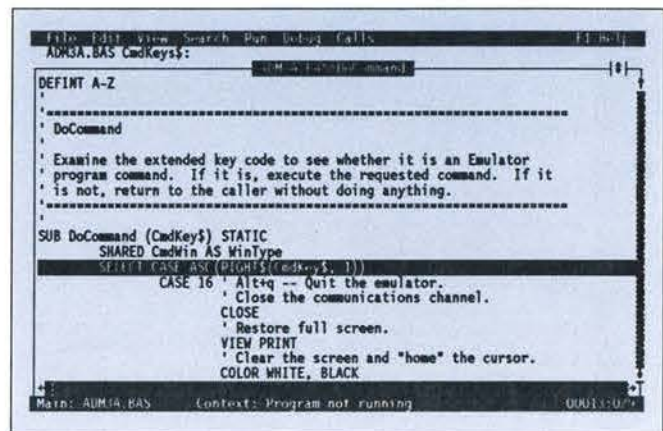 File Edit View Search Run Debug Calls F1=Help
ADM3A.BAS CmdKeys$:
DEFINT A-Z
'
'------------------------------------------------------------
' DoCommand
'
' Examine the extended key code to see whether it is an Emulator
' program command. If it is, execute the requested command. If it
' is not, return to the caller without doing anything.
'------------------------------------------------------------
'
SUB DoCommand (CmdKey$) STATIC
SHARED CmdWin AS WinType
SELECT CASE ASC(RIGHT$(CmdKey$, 1))
CASE 16 ' Alt+q -- Quit the emulator.
' Close the communications channel.
CLOSE
' Restore full screen.
VIEW PRINT
' Clear the screen and "home" the cursor.
COLOR WHITE, BLACK
Main: ADM3A.BAS Context: Program not running